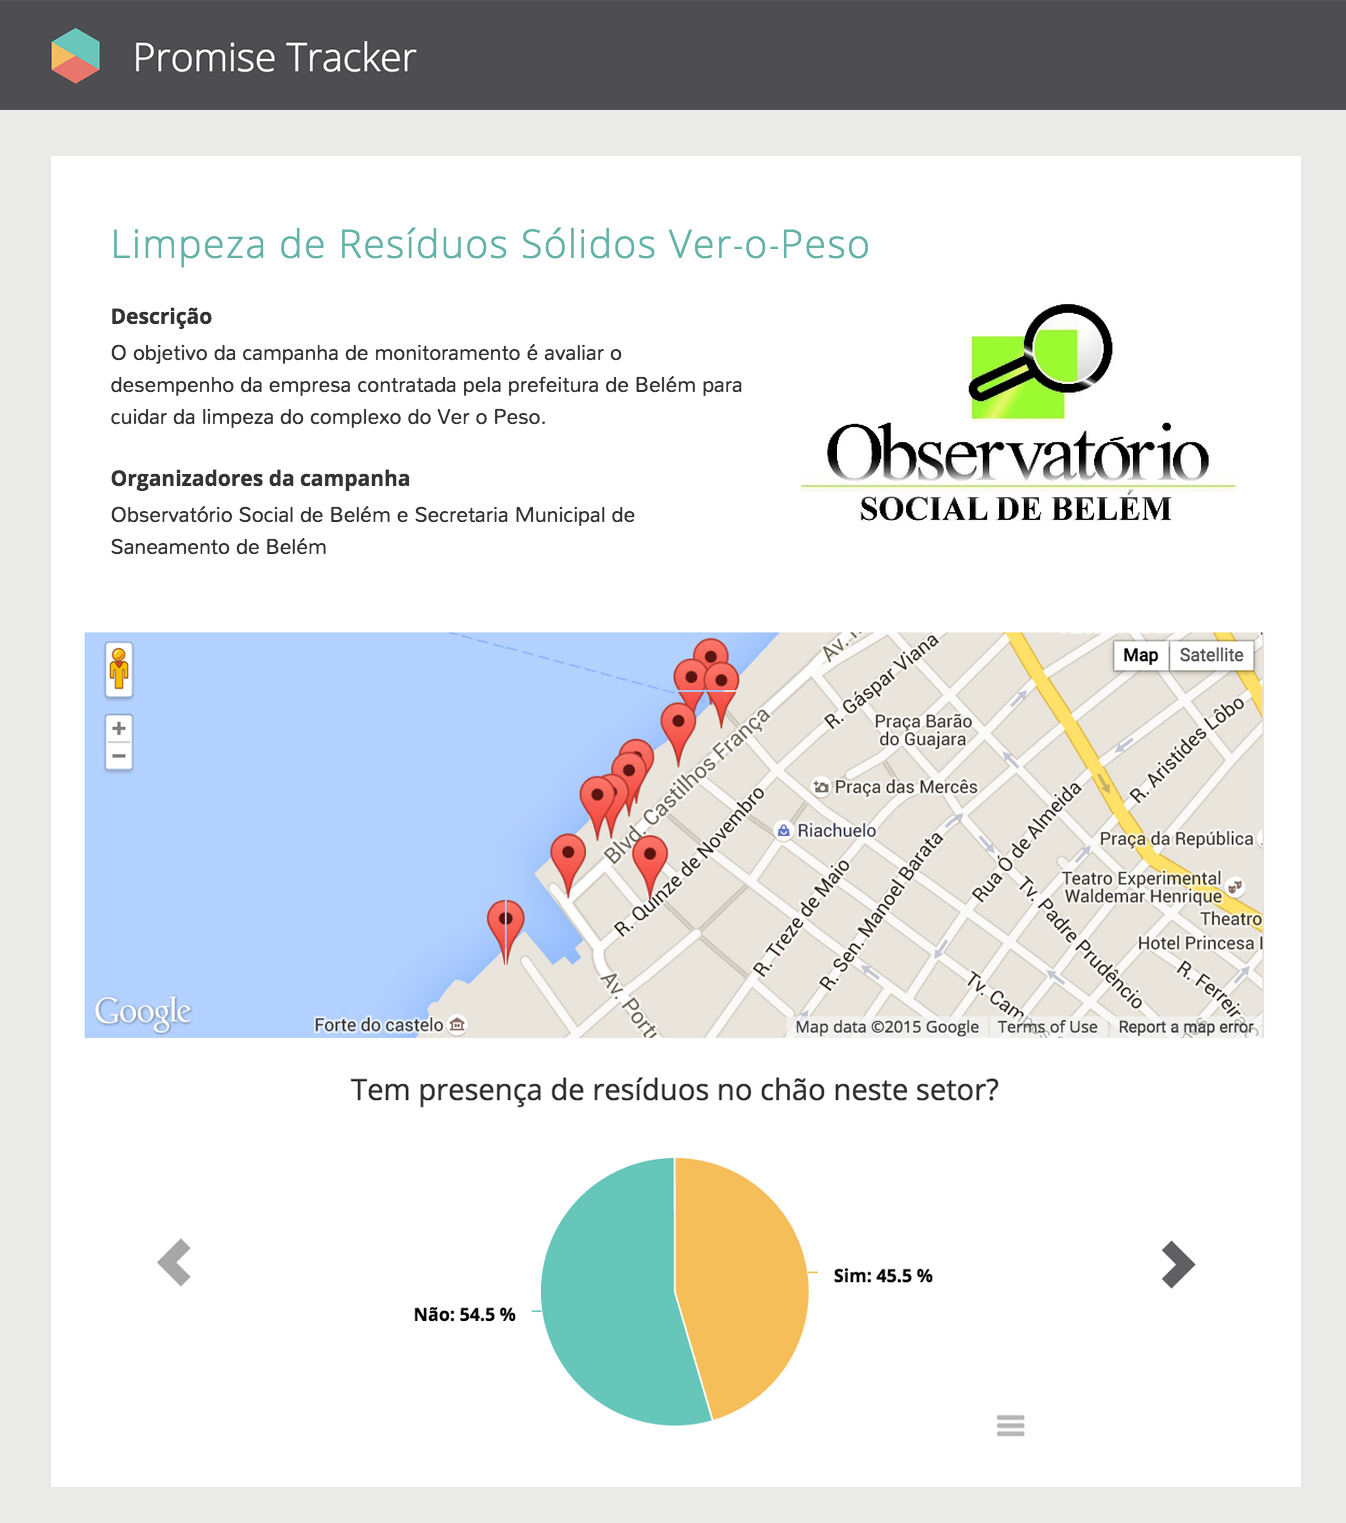 Promise Tracker
Limpeza de Resíduos Sólidos Ver-o-Peso
Descrição
O objetivo da campanha de monitoramento é avaliar o
desempenho da empresa contratada pela prefeitura de Belém para
cuidar da limpeza do complexo do Ver o Peso.
Organizadores da campanha
Observatório Social de Belém e Secretaria Municipal de
Saneamento de Belém
Observatório
SOCIAL DE BELÉM
Map
Satellite
Av.
R. Gáspar Viana
Praça Barão
do Guajara
R. Aristídes Lôbo
Blvd. Castilhos França
Praça das Mercês
Riachuelo
R. Quinze de Novembro
R. Treze de Maio
R. Sen. Manoel Barata
Rua Ó de Almeida
Praça da República
Teatro Experimental
Waldemar Henrique
Theatro
Hotel Princesa
Tv. Padre Prudêncio
R. Ferreira
Tv. Camp
Av. Portu
Forte do castelo
Google
Map data ©2015 Google
Terms of Use
Report a map error
Tem presença de resíduos no chão neste setor?
Sim: 45.5 %
Não: 54.5 %